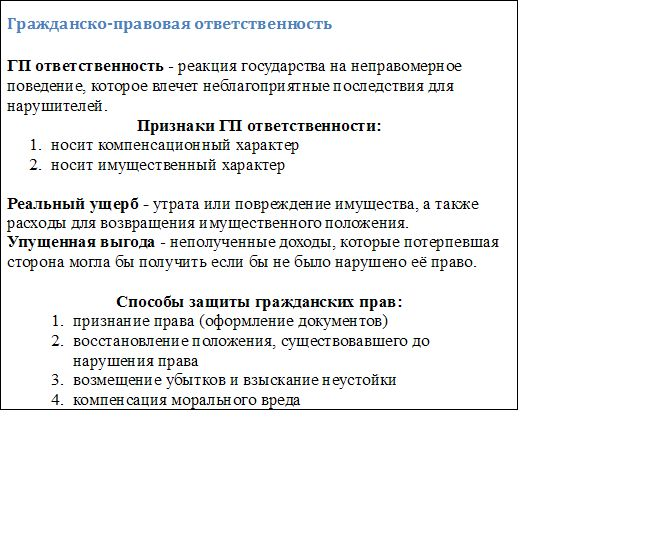 Гражданско-правовая ответственность
ГП ответственность - реакция государства на неправомерное
поведение, которое влечет неблагоприятные последствия для
нарушителей.
Признаки ГП ответственности:
1. носит компенсационный характер
2. носит имущественный характер
Реальный ущерб - утрата или повреждение имущества, а также
расходы для возвращения имущественного положения.
Упущенная выгода - неполученные доходы, которые потерпевшая
сторона могла бы получить если бы не было нарушено её право.
Способы защиты гражданских прав:
1. признание права (оформление документов)
2. восстановление положения, существовавшего до
нарушения права
3. возмещение убытков и взыскание неустойки
4. компенсация морального вреда